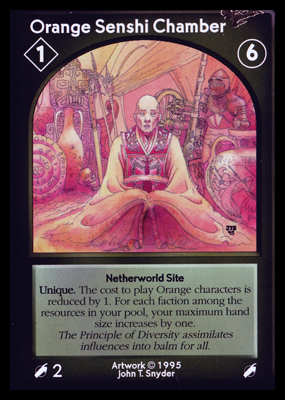 Orange Senshi Chamber
1
6
JTS
'95
Netherworld Site
Unique. The cost to play Orange characters is
reduced by 1. For each faction among the
resources in your pool, your maximum
hand size increases by one.
The Principle of Diversity assimilates
influences into balm for all.
2
Artwork © 1995
John T. Snyder